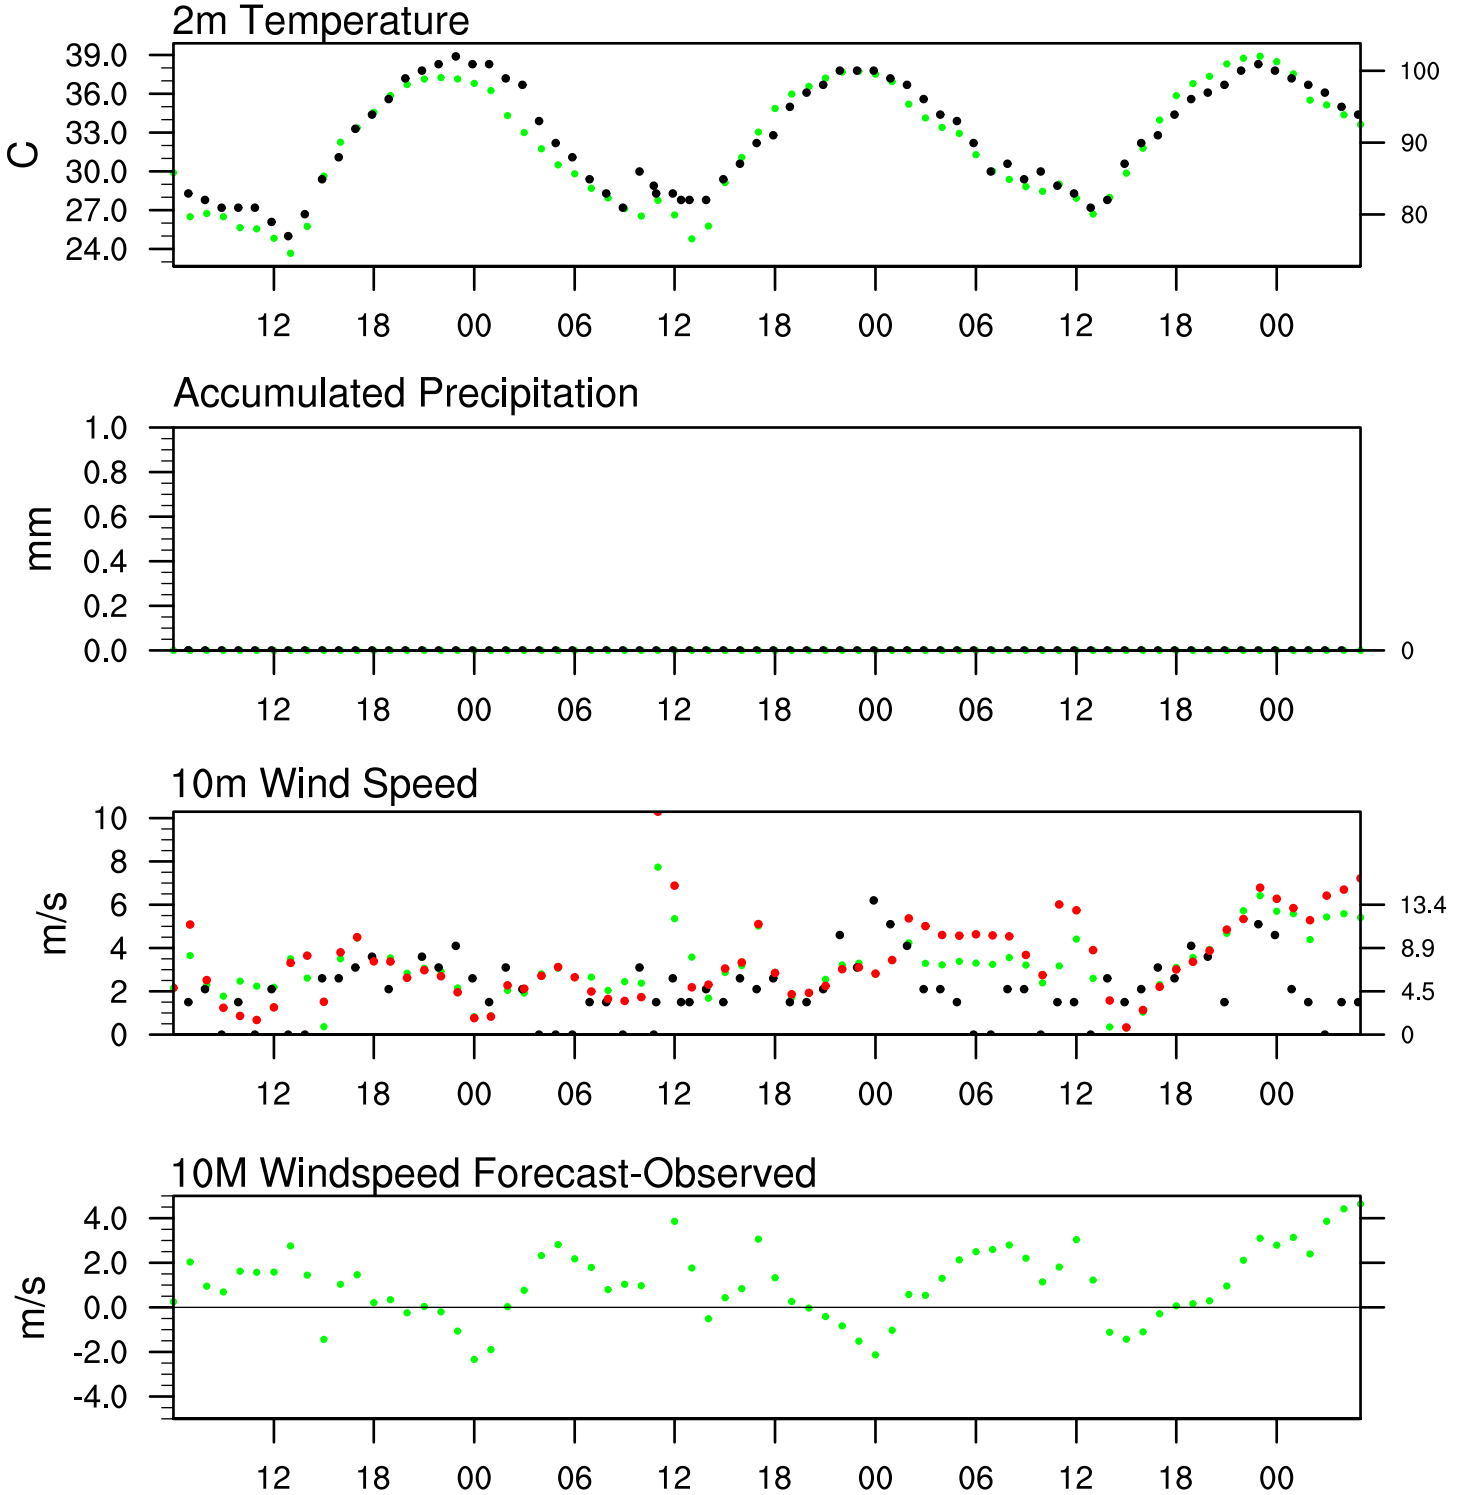 2m Temperature
39.0
36.0
33.0
30.0
27.0
24.0
C
100
90
80
12 18 00 06 12 18 00 06 12 18 00
Accumulated Precipitation
1.0
0.8
0.6
0.4
0.2
0.0
mm
0
12 18 00 06 12 18 00 06 12 18 00
10m Wind Speed
10
8
6
4
2
0
m/s
13.4
8.9
4.5
0
12 18 00 06 12 18 00 06 12 18 00
10M Windspeed Forecast-Observed
4.0
2.0
0.0
-2.0
-4.0
m/s
12 18 00 06 12 18 00 06 12 18 00